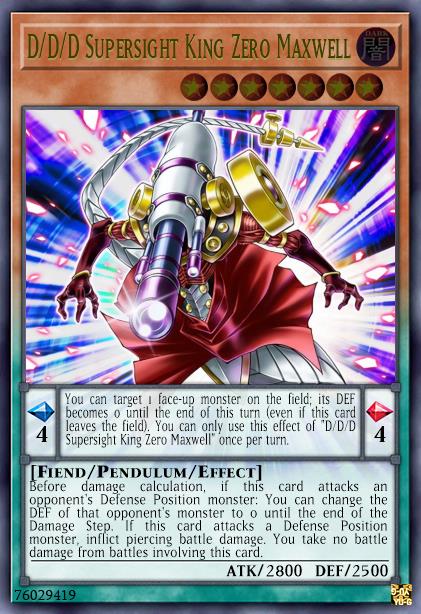 D/D/D Supersight King Zero Maxwell
DARK
闇
You can target 1 face-up monster on the field; its DEF
becomes 0 until the end of this turn (even if this card
leaves the field). You can only use this effect of "D/D/D
Supersight King Zero Maxwell" once per turn.
4
4
[Fiend/Pendulum/Effect]
Before damage calculation, if this card attacks an
opponent's Defense Position monster: You can change the
DEF of that opponent's monster to 0 until the end of the
Damage Step. If this card attacks a Defense Position
monster, inflict piercing battle damage. You take no battle
damage from battles involving this card.
ATK/2800 DEF/2500
76029419